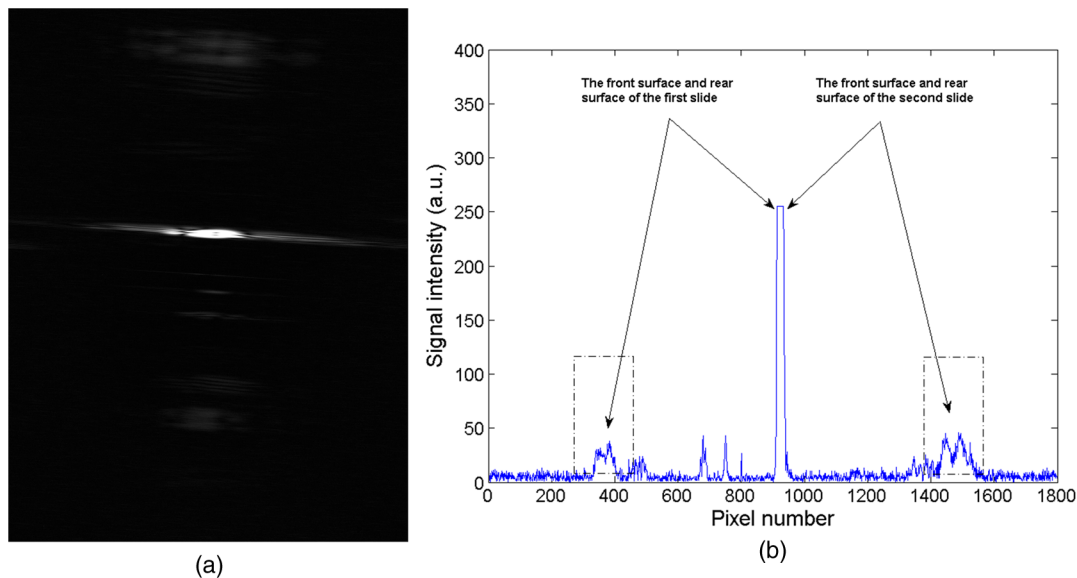 The front surface and rear
surface of the first slide
The front surface and rear
surface of the second slide
400
350
300
250
200
150
100
50
0
Signal intensity (a.u.)
0 200 400 600 800 1000 1200 1400 1600 1800
Pixel number
(a)
(b)